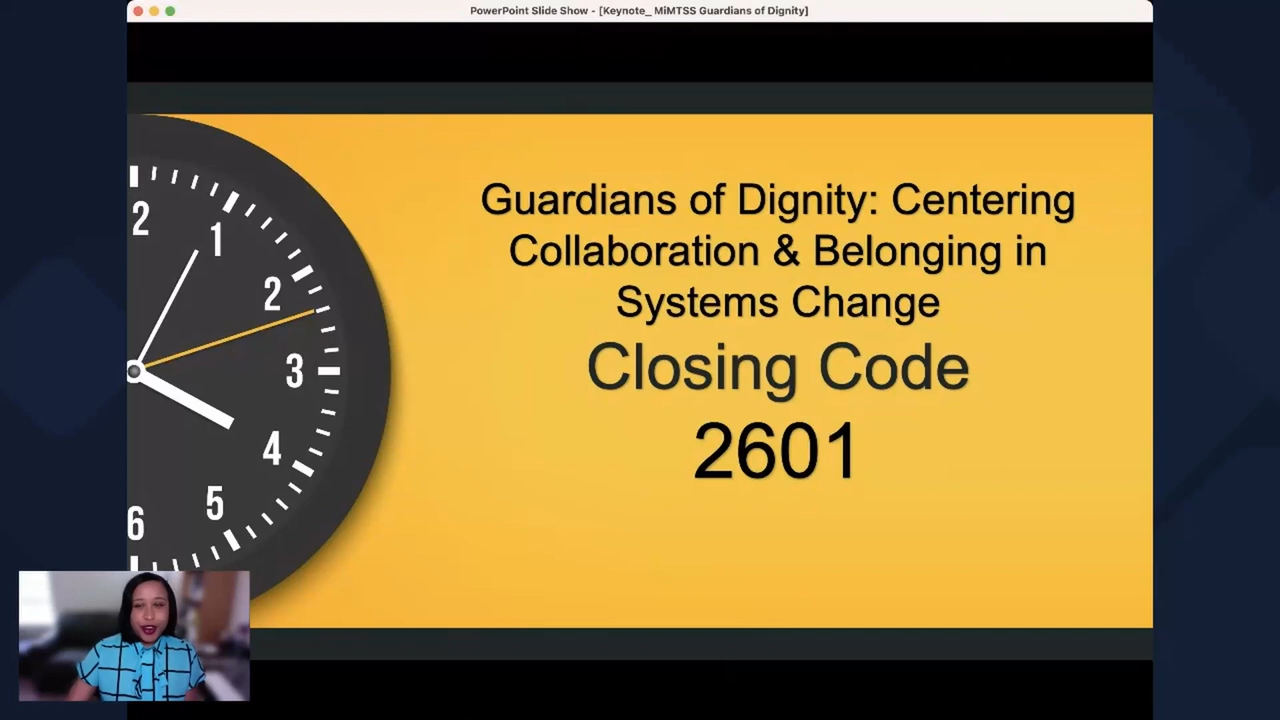 PowerPoint Slide Show - [Keynote_ MiMTSS Guardians of Dignity]
Guardians of Dignity: Centering
Collaboration & Belonging in
Systems Change
Closing Code
2601
2
1
2
3
4
5
6